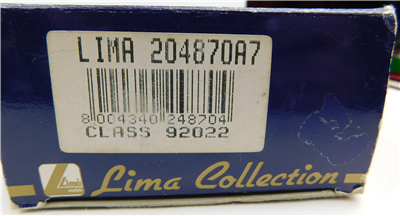 LIMA 204870A7
8 004340 248704
CLASS 92022
Lima Lima Collection